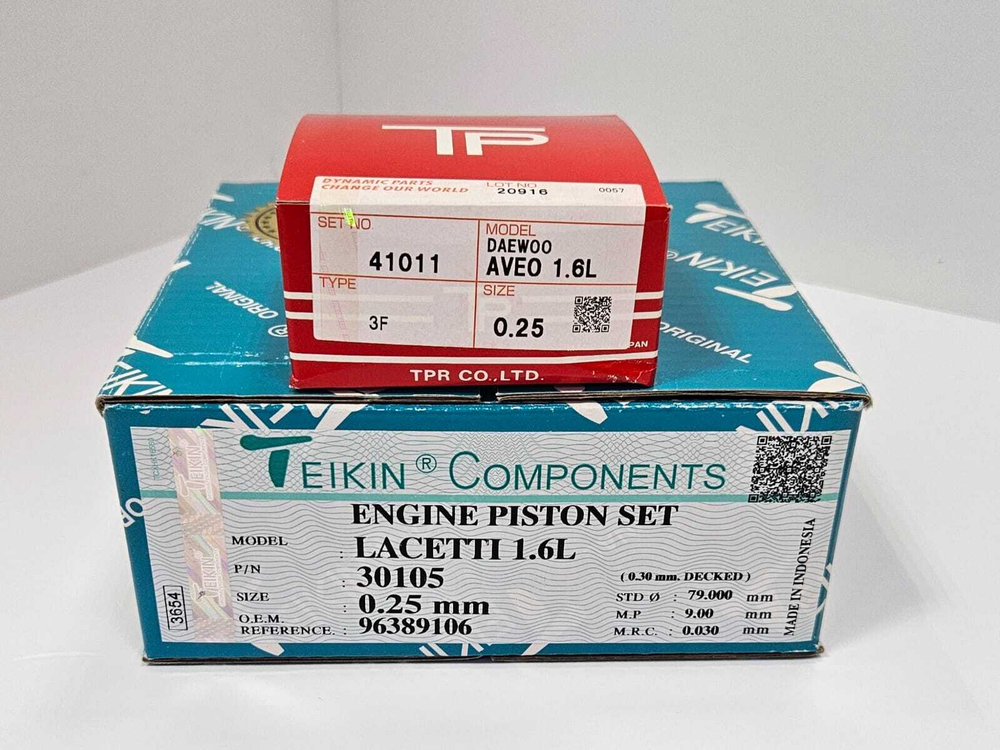 TP
DYNAMIC PARTS
CHANGE OUR WORLD
LOT NO.
20916
0057
SET NO.
41011
MODEL
DAEWOO
AVEO 1.6L
TYPE
3F
SIZE
0.25
TPR CO.,LTD.
TEIKIN
® ORIGINAL
ORIGINAL
TEIKIN ® COMPONENTS
ENGINE PISTON SET
MODEL : LACETTI 1.6L
P/N : 30105
(0.30 mm. DECKED)
SIZE : 0.25 mm
STD Ø : 79.000 mm
O.E.M.
REFERENCE. : 96389106
M.P : 9.00 mm
M.R.C. : 0.030 mm
MADE IN INDONESIA
3654